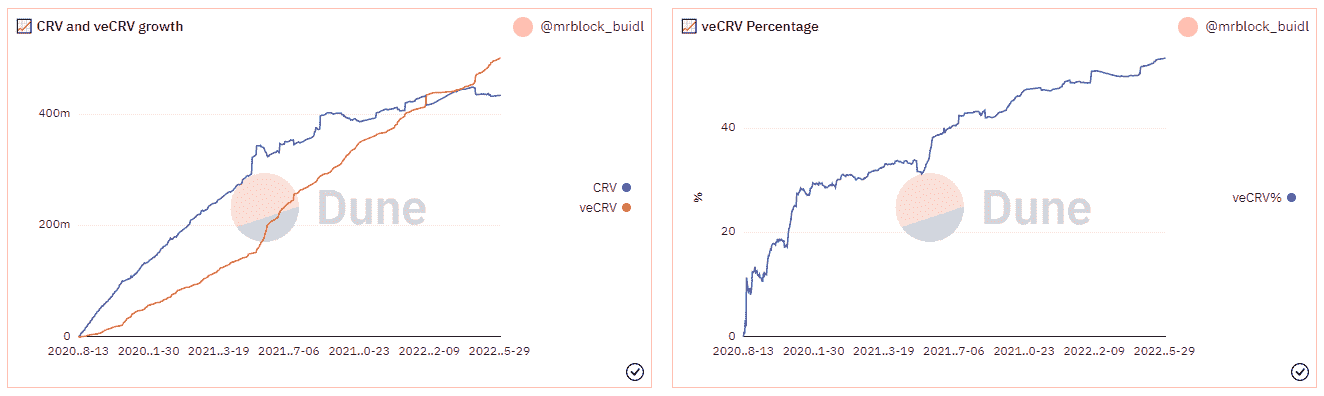 CRV and veCRV growth
@mrblock_buidl
400m
200m
0
Dune
CRV
veCRV
2020..8-13 2020..1-30 2021..3-19 2021..7-06 2021..0-23 2022..2-09 2022..5-29
veCRV Percentage
@mrblock_buidl
40
20
0
%
Dune
veCRV%
2020..8-13 2020..1-30 2021..3-19 2021..7-06 2021..0-23 2022..2-09 2022..5-29